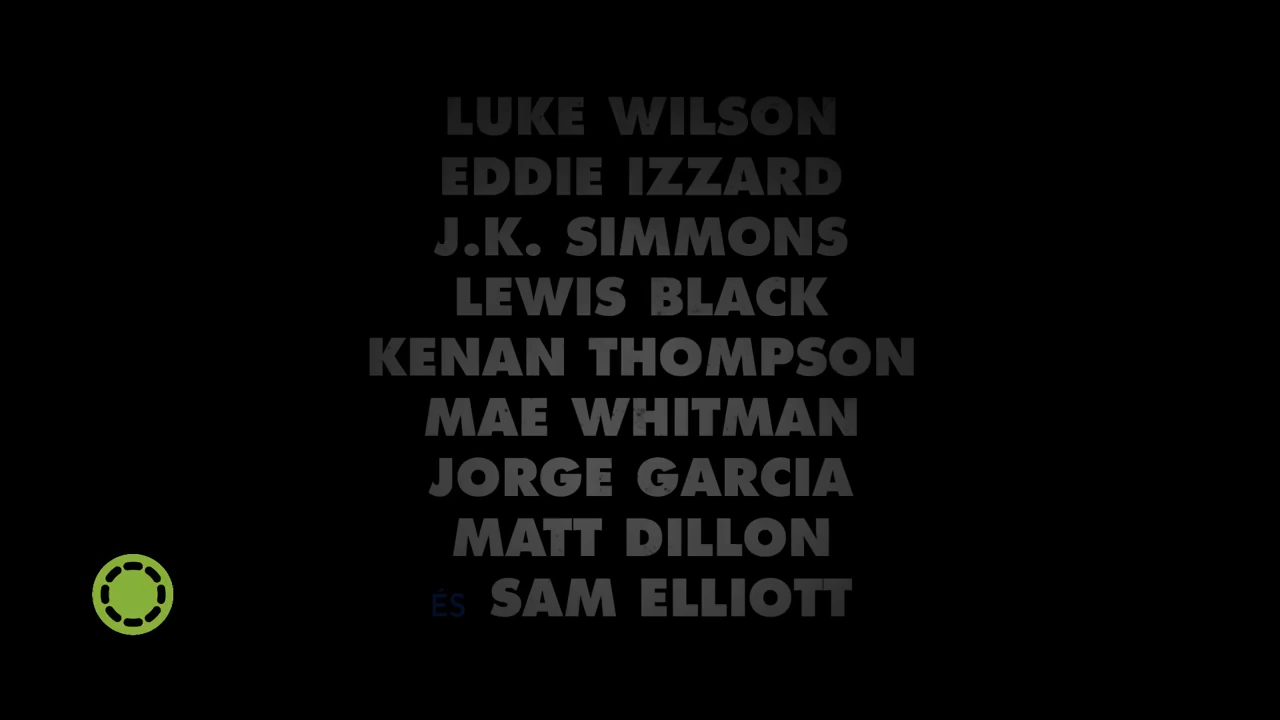 LUKE WILSON
EDDIE IZZARD
J.K. SIMMONS
LEWIS BLACK
KENAN THOMPSON
MAE WHITMAN
JORGE GARCIA
MATT DILLON
ÉS SAM ELLIOTT